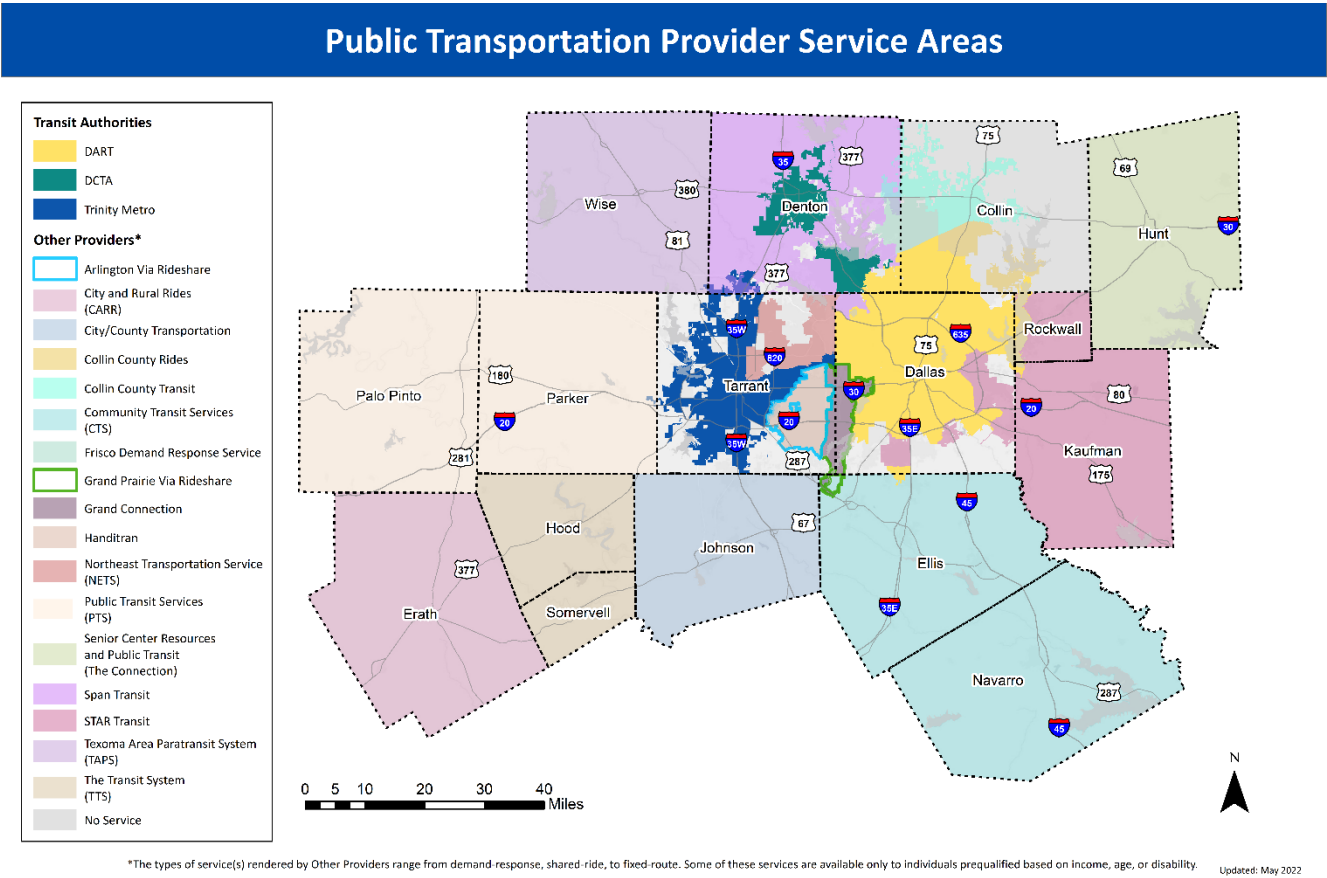 Public Transportation Provider Service Areas
Transit Authorities
DART
DCTA
Trinity Metro
Other Providers*
Arlington Via Rideshare
City and Rural Rides
(CARR)
City/County Transportation
Collin County Rides
Collin County Transit
Community Transit Services
(CTS)
Frisco Demand Response Service
Grand Prairie Via Rideshare
Grand Connection
Handitran
Northeast Transportation Service
(NETS)
Public Transit Services
(PTS)
Senior Center Resources
and Public Transit
(The Connection)
Span Transit
STAR Transit
Texoma Area Paratransit System
(TAPS)
The Transit System
(TTS)
No Service
75
35
377
69
380
Wise
Denton
Collin
30
Hunt
81
377
35W
635
Rockwall
75
820
180
Dallas
Tarrant
30
Palo Pinto
Parker
80
20
20
20
35E
35W
Kaufman
281
287
175
45
67
Hood
Johnson
Ellis
377
35E
Erath
Somervell
Navarro
287
45
N
0 5 10 20 30 40
Miles
*The types of service(s) rendered by Other Providers range from demand-response, shared-ride, to fixed-route. Some of these services are available only to individuals prequalified based on income, age, or disability.
Updated: May 2022